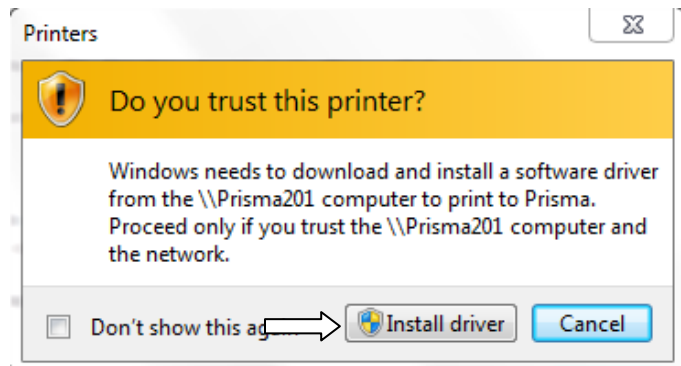 Printers
Do you trust this printer?
Windows needs to download and install a software driver
from the \\Prisma201 computer to print to Prisma.
Proceed only if you trust the \\Prisma201 computer and
the network.
Don't show this again Install driver Cancel